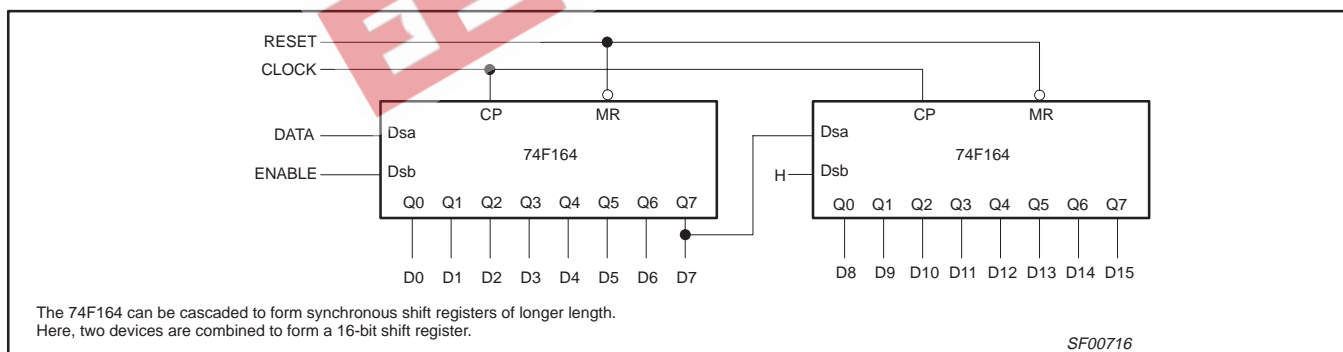 RESET
CLOCK
CP MR CP MR
DATA Dsa Dsa
74F164 74F164
ENABLE Dsb H Dsb
Q0 Q1 Q2 Q3 Q4 Q5 Q6 Q7 Q0 Q1 Q2 Q3 Q4 Q5 Q6 Q7
D0 D1 D2 D3 D4 D5 D6 D7 D8 D9 D10 D11 D12 D13 D14 D15
The 74F164 can be cascaded to form synchronous shift registers of longer length.
Here, two devices are combined to form a 16-bit shift register.
SF00716